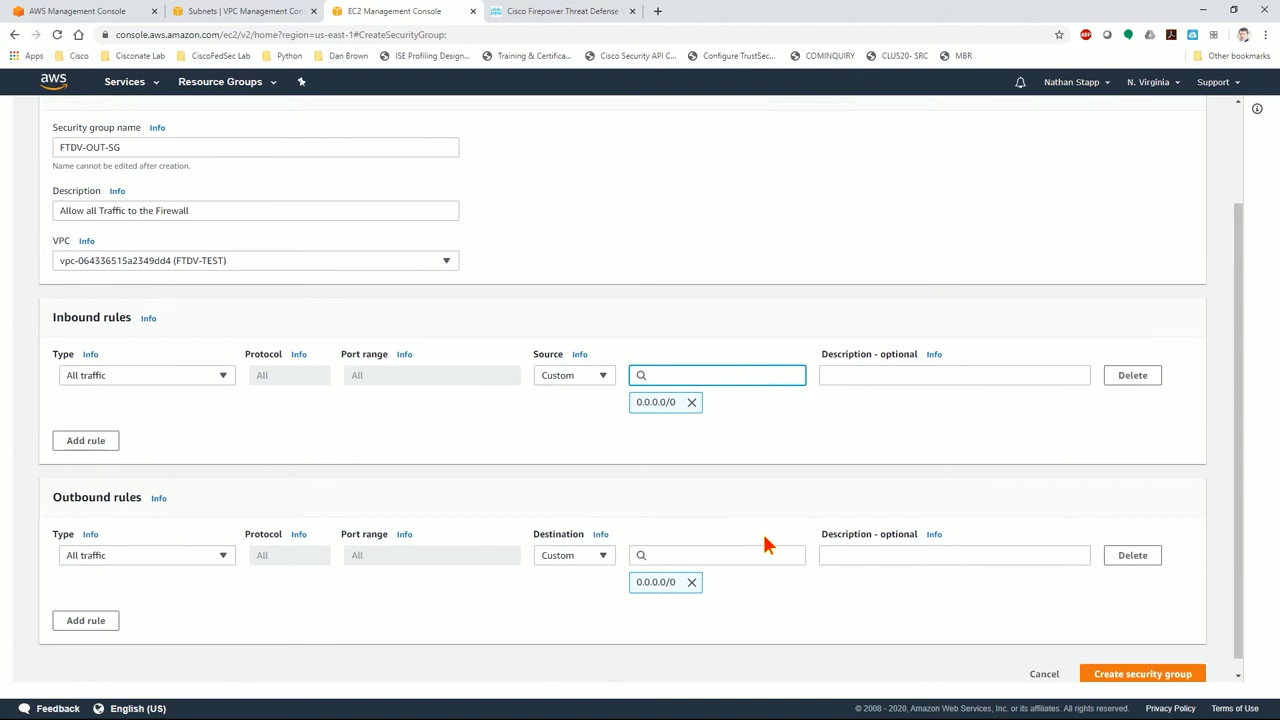 AWS Management Console
Subnets | VPC Management Con
EC2 Management Console
Cisco Firepower Threat Defense V
console.aws.amazon.com/ec2/v2/home?region=us-east-1#CreateSecurityGroup:
Apps
Cisco
Cisconate Lab
CiscoFedSec Lab
Python
Dan Brown
ISE Profiling Design...
Training & Certifica...
Cisco Security API C...
Configure TrustSec...
COMINQUIRY
CLUS20- SRC
MBR
Other bookmarks
aws
Services
Resource Groups
Nathan Stapp
N. Virginia
Support
Security group name Info
FTDV-OUT-SG
Name cannot be edited after creation.
Description Info
Allow all Traffic to the Firewall
VPC Info
vpc-064336515a2349dd4 (FTDV-TEST)
Inbound rules Info
Type Info Protocol Info Port range Info Source Info Description - optional Info
All traffic All All Custom Delete
0.0.0.0/0
Add rule
Outbound rules Info
Type Info Protocol Info Port range Info Destination Info Description - optional Info
All traffic All All Custom Delete
0.0.0.0/0
Add rule
Cancel Create security group
Feedback English (US) © 2008 - 2020, Amazon Web Services, Inc. or its affiliates. All rights reserved. Privacy Policy Terms of Use